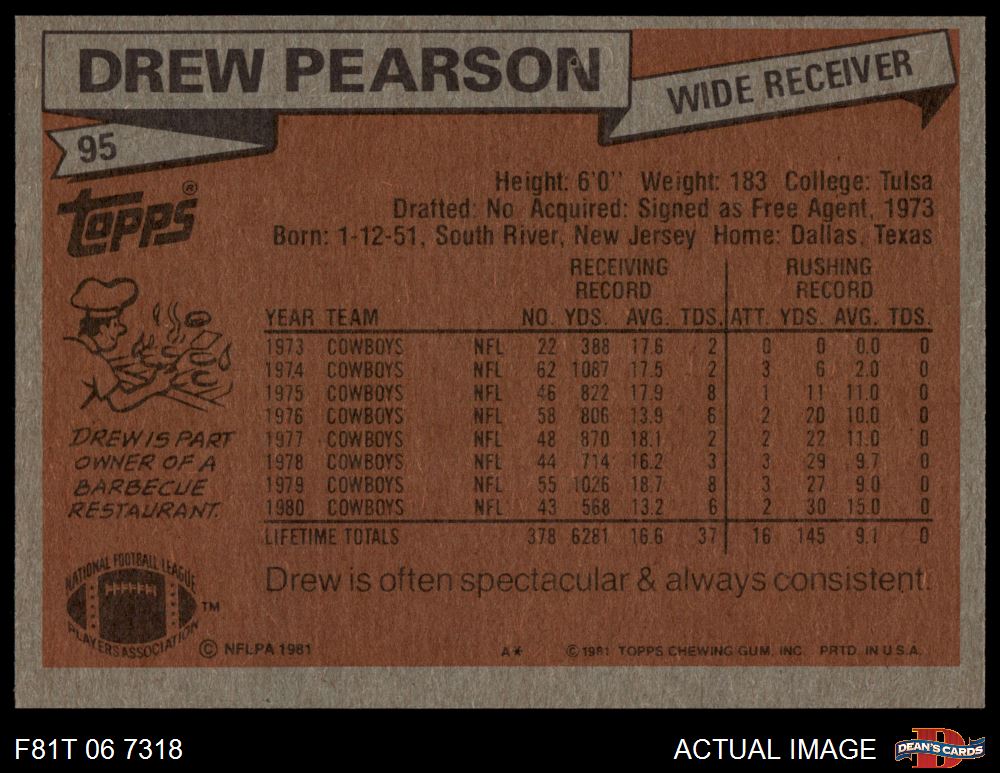 DREW PEARSON
WIDE RECEIVER
95
topps®
Height: 6'0" Weight: 183 College: Tulsa
Drafted: No Acquired: Signed as Free Agent, 1973
Born: 1-12-51, South River, New Jersey Home: Dallas, Texas
RECEIVING RECORD RUSHING RECORD
YEAR TEAM NO. YDS. AVG. TDS. ATT. YDS. AVG. TDS.
1973 COWBOYS NFL 22 388 17.6 2 0 0 0.0 0
1974 COWBOYS NFL 62 1087 17.5 2 3 6 2.0 0
1975 COWBOYS NFL 46 822 17.9 8 1 11 11.0 0
1976 COWBOYS NFL 58 806 13.9 6 2 20 10.0 0
1977 COWBOYS NFL 48 870 18.1 2 2 22 11.0 0
1978 COWBOYS NFL 44 714 16.2 3 3 29 9.7 0
1979 COWBOYS NFL 55 1026 18.7 8 3 27 9.0 0
1980 COWBOYS NFL 43 568 13.2 6 2 30 15.0 0
LIFETIME TOTALS 378 6281 16.6 37 16 145 9.1 0
DREW IS PART
OWNER OF A
BARBECUE
RESTAURANT.
Drew is often spectacular & always consistent.
NATIONAL FOOTBALL LEAGUE
PLAYERS ASSOCIATION
TM
© NFLPA 1981
A* © 1981 TOPPS CHEWING GUM, INC. PRTD. IN U.S.A.
F81T 06 7318
ACTUAL IMAGE
D
DEAN'S CARDS